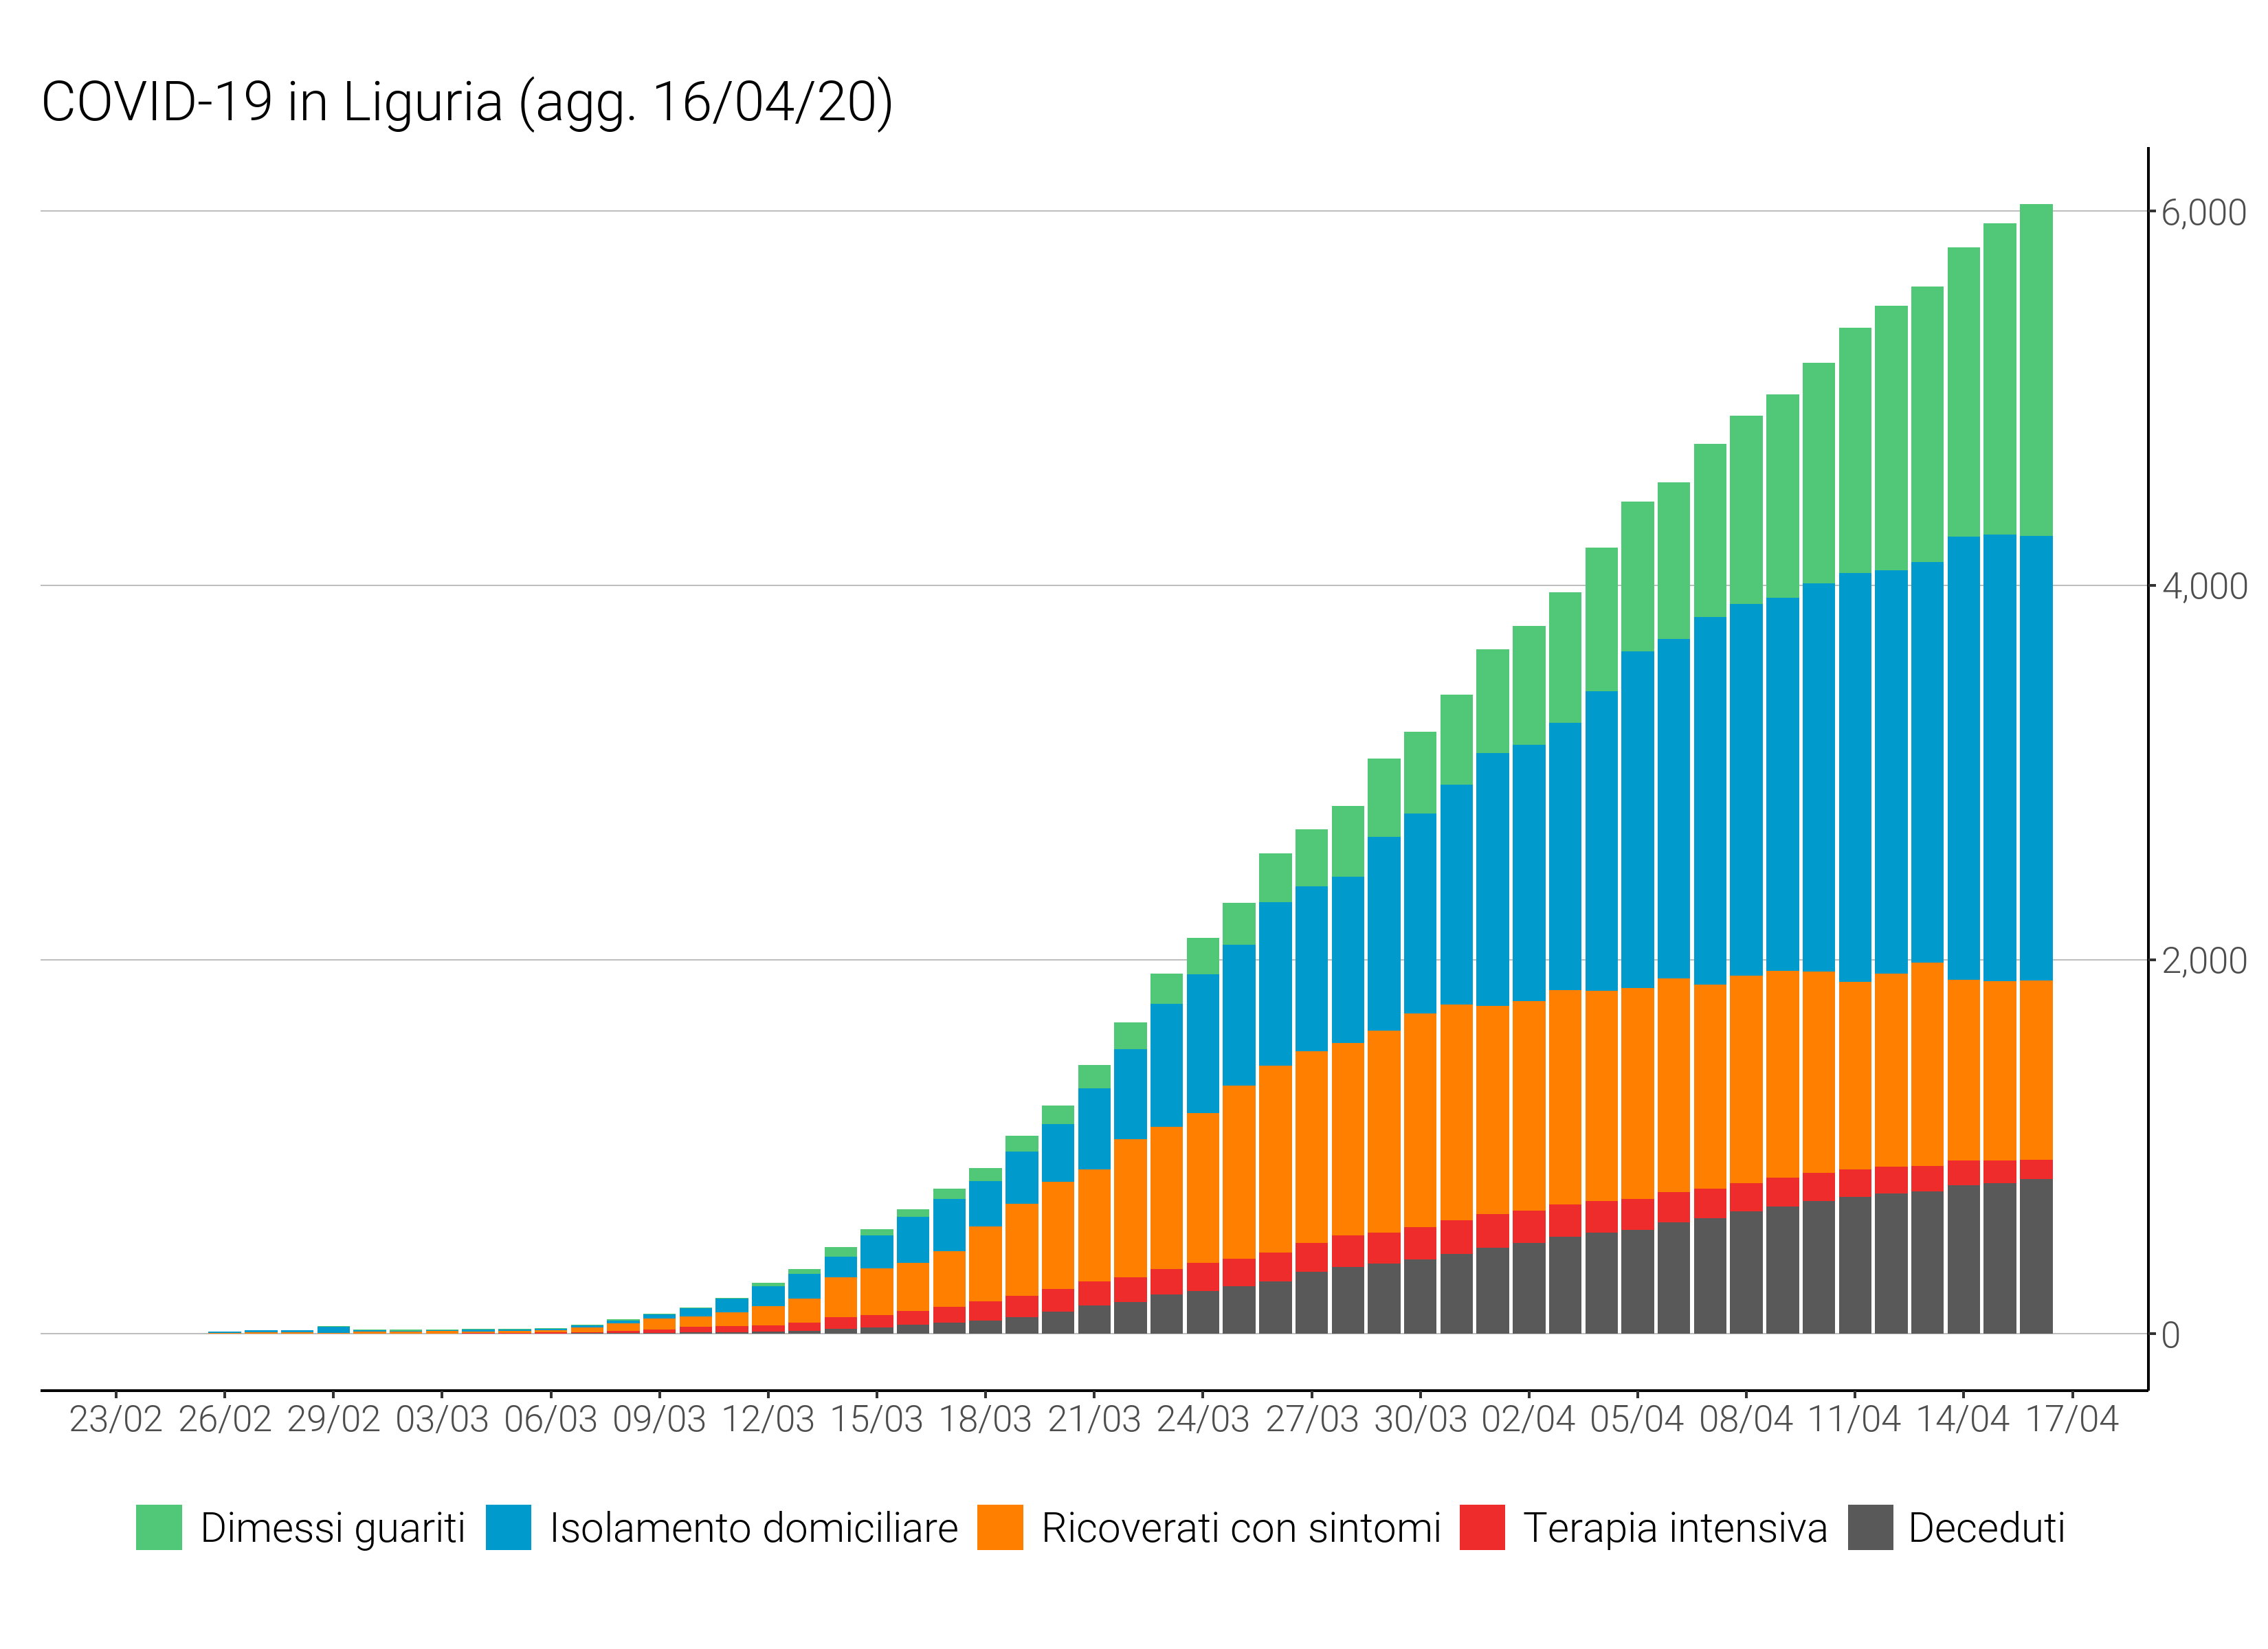 COVID-19 in Liguria (agg. 16/04/20)
6,000
4,000
2,000
0
23/02 26/02 29/02 03/03 06/03 09/03 12/03 15/03 18/03 21/03 24/03 27/03 30/03 02/04 05/04 08/04 11/04 14/04 17/04
Dimessi guariti Isolamento domiciliare Ricoverati con sintomi Terapia intensiva Deceduti